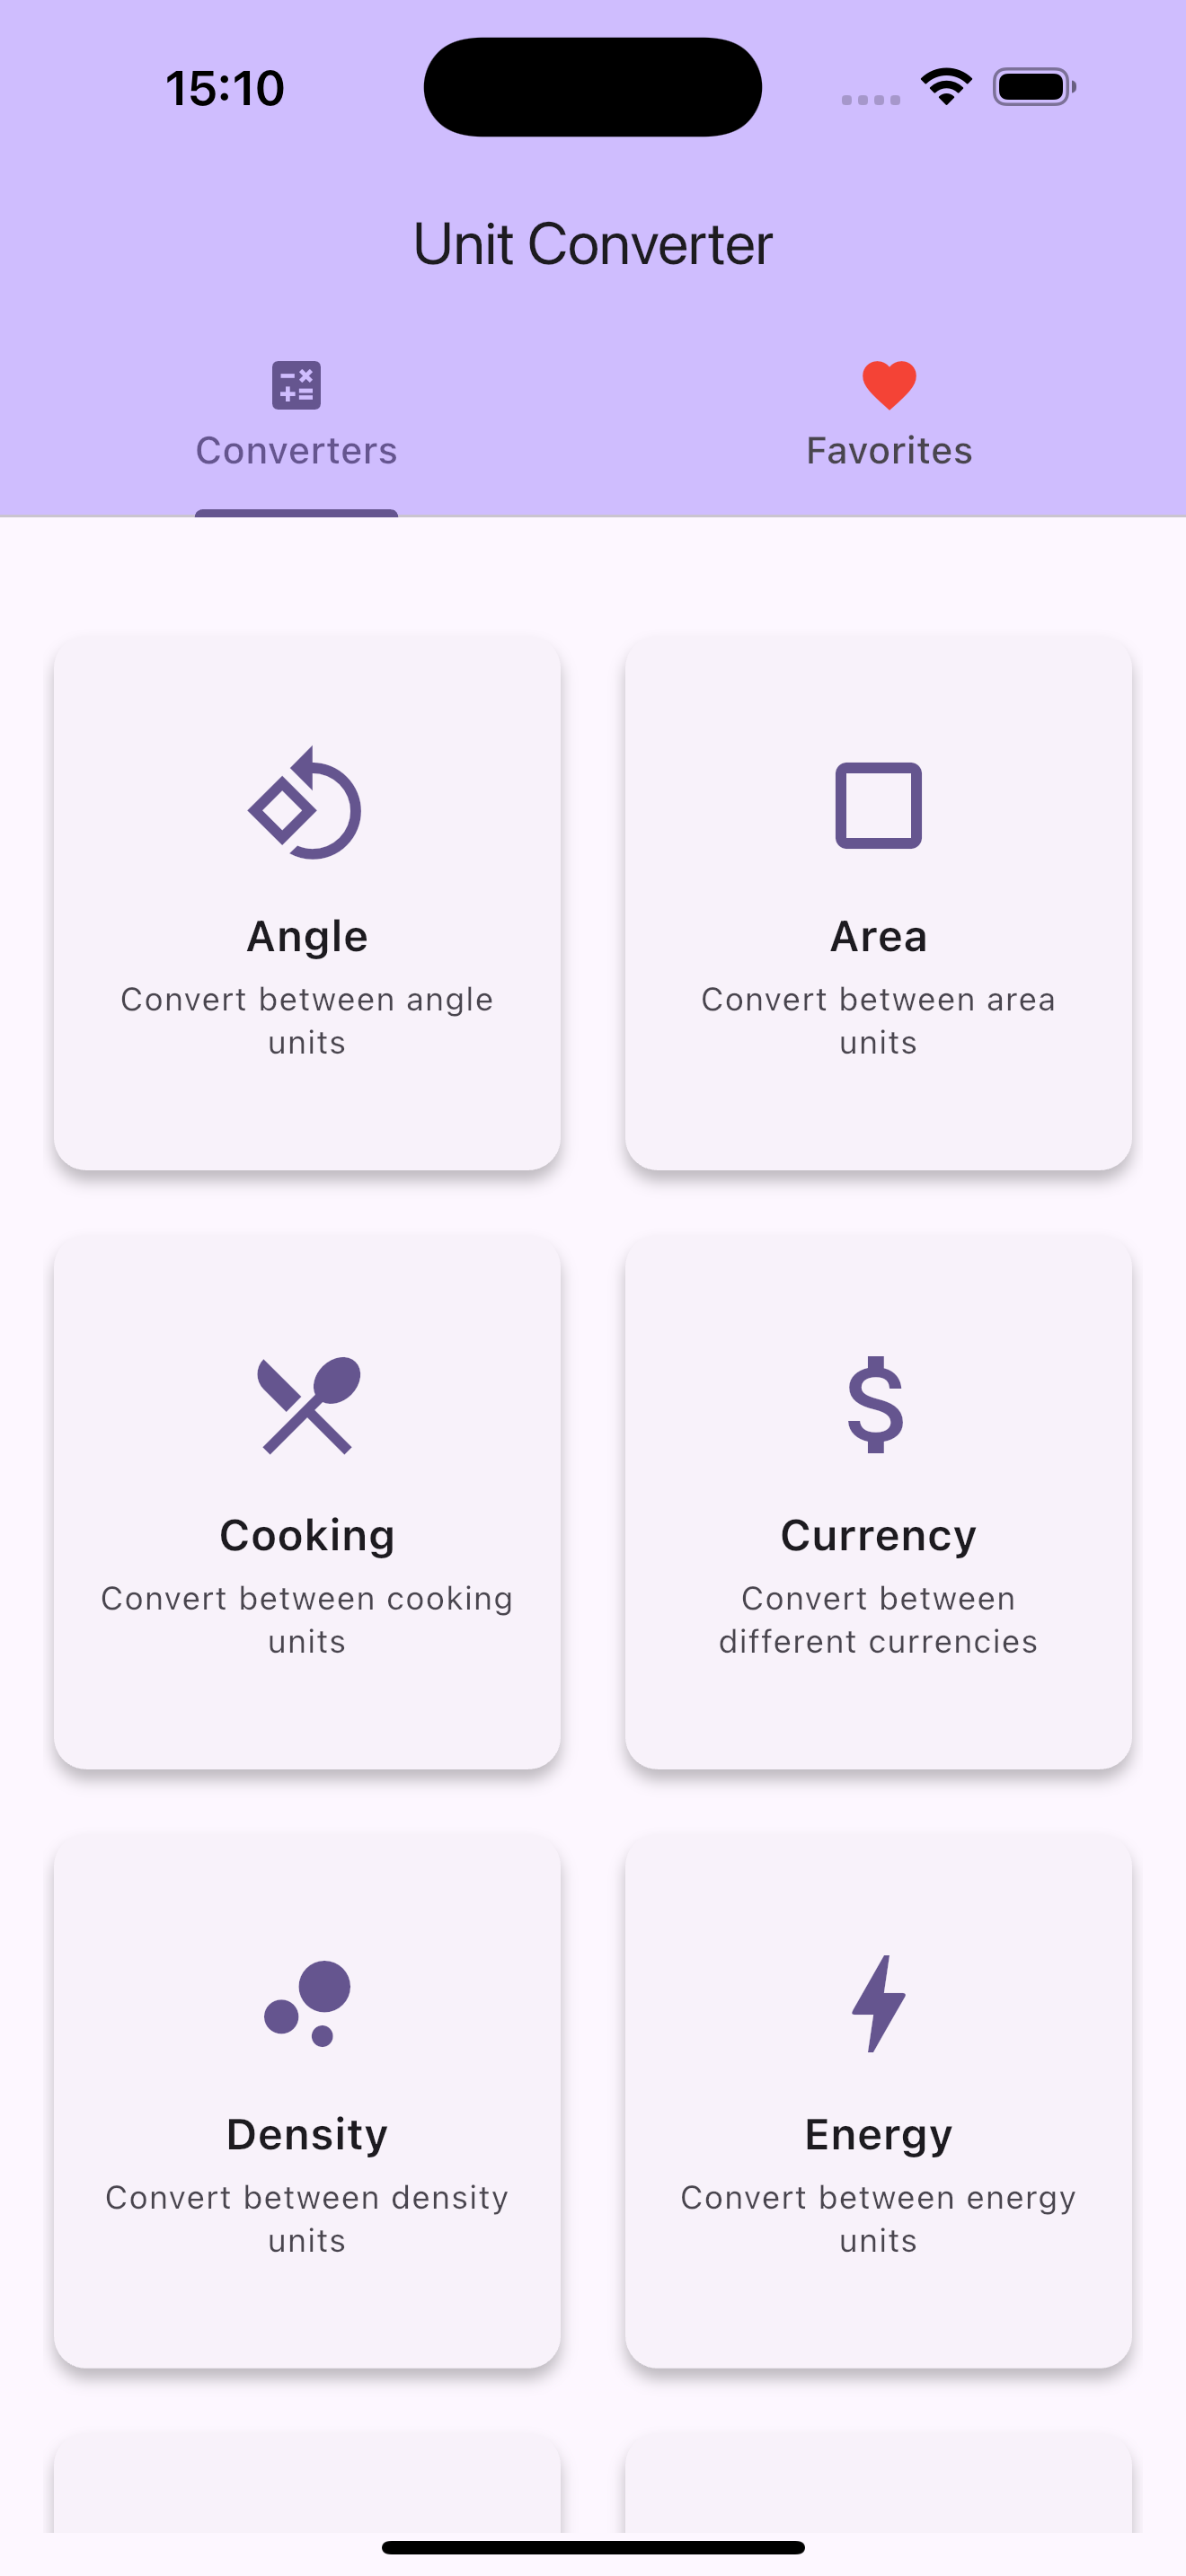 15:10
Unit Converter
Converters
Favorites
Angle
Convert between angle
units
Area
Convert between area
units
Cooking
Convert between cooking
units
Currency
Convert between
different currencies
Density
Convert between density
units
Energy
Convert between energy
units